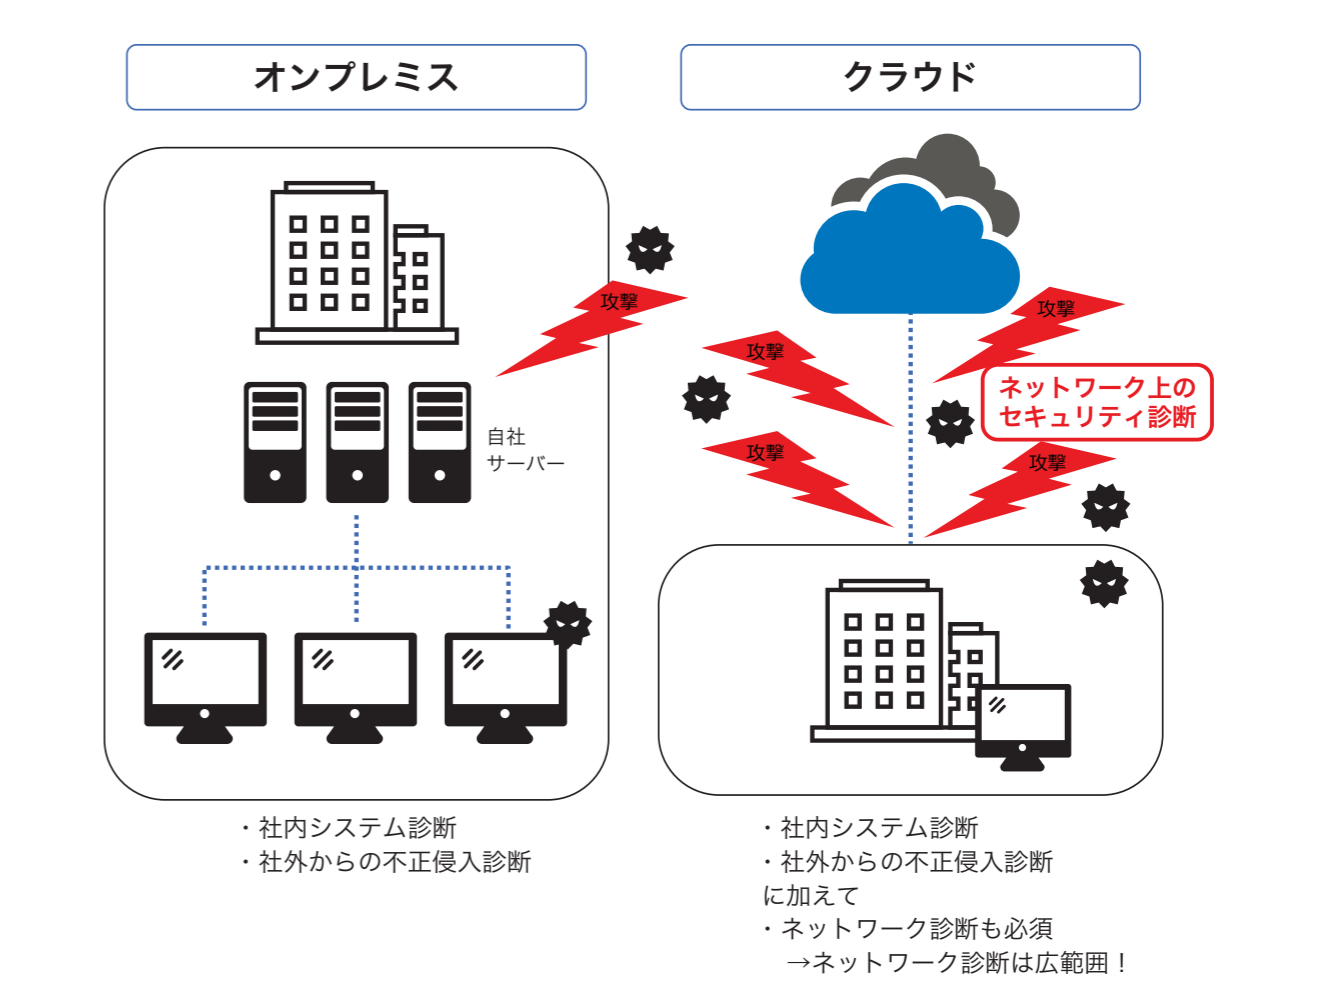 オンプレミス
攻撃
自社
サーバー
・社内システム診断
・社外からの不正侵入診断
クラウド
攻撃
攻撃
ネットワーク上の
セキュリティ診断
攻撃
攻撃
・社内システム診断
・社外からの不正侵入診断
に加えて
・ネットワーク診断も必須
→ネットワーク診断は広範囲！